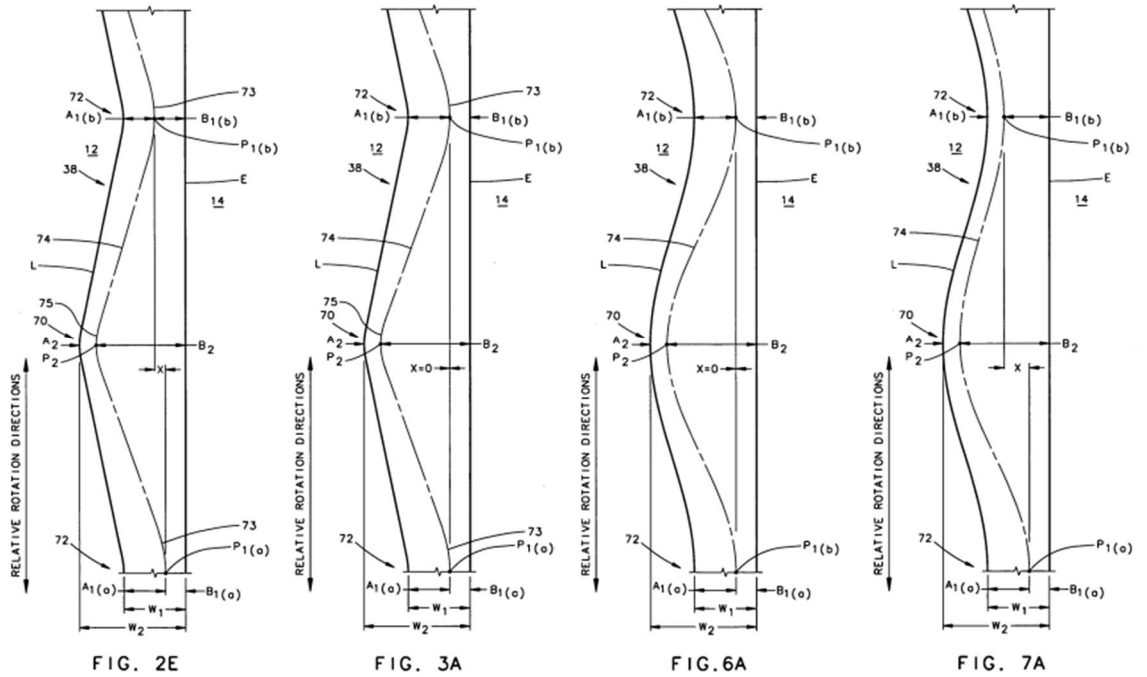 72
73
A1(b)
B1(b)
12
P1(b)
38
E
14
74
L
75
70
A2
B2
P2
X
RELATIVE ROTATION DIRECTIONS
73
72
P1(a)
A1(a)
B1(a)
W1
W2
FIG. 2E
72
73
A1(b)
B1(b)
12
P1(b)
38
E
14
74
L
75
70
A2
B2
P2
X=0
RELATIVE ROTATION DIRECTIONS
73
72
P1(a)
A1(a)
B1(a)
W1
W2
FIG. 3A
72
A1(b)
B1(b)
12
P1(b)
38
E
14
74
L
70
A2
B2
P2
X=0
RELATIVE ROTATION DIRECTIONS
72
P1(b)
A1(a)
B1(a)
W1
W2
FIG.6A
72
A1(b)
B1(b)
12
P1(b)
38
E
14
74
L
70
A2
B2
P2
X
RELATIVE ROTATION DIRECTIONS
72
P1(a)
A1(a)
B1(a)
W1
W2
FIG. 7A